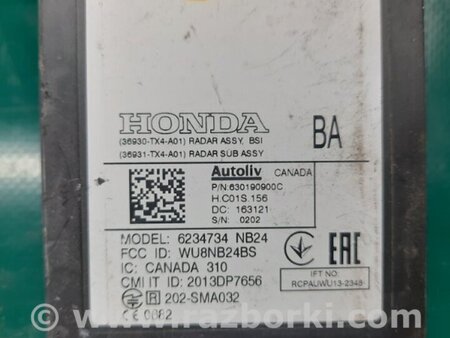 HONDA
(36930-TX4-A01) RADAR ASSY, BSI
(36931-TX4-A01) RADAR SUB ASSY
BA
Autoliv CANADA
P/N:630190900C
H.C01S.156
DC: 163121
S/N: .0202
MODEL: 6234734 NB24
FCC ID: WU8NB24BS
IC: CANADA 310
CMI IT ID: 2013DP7656
R 202-SMA032
CE 0682
EAC
IFT NO.:
RCPAUWU13-2348
www.razborki.com